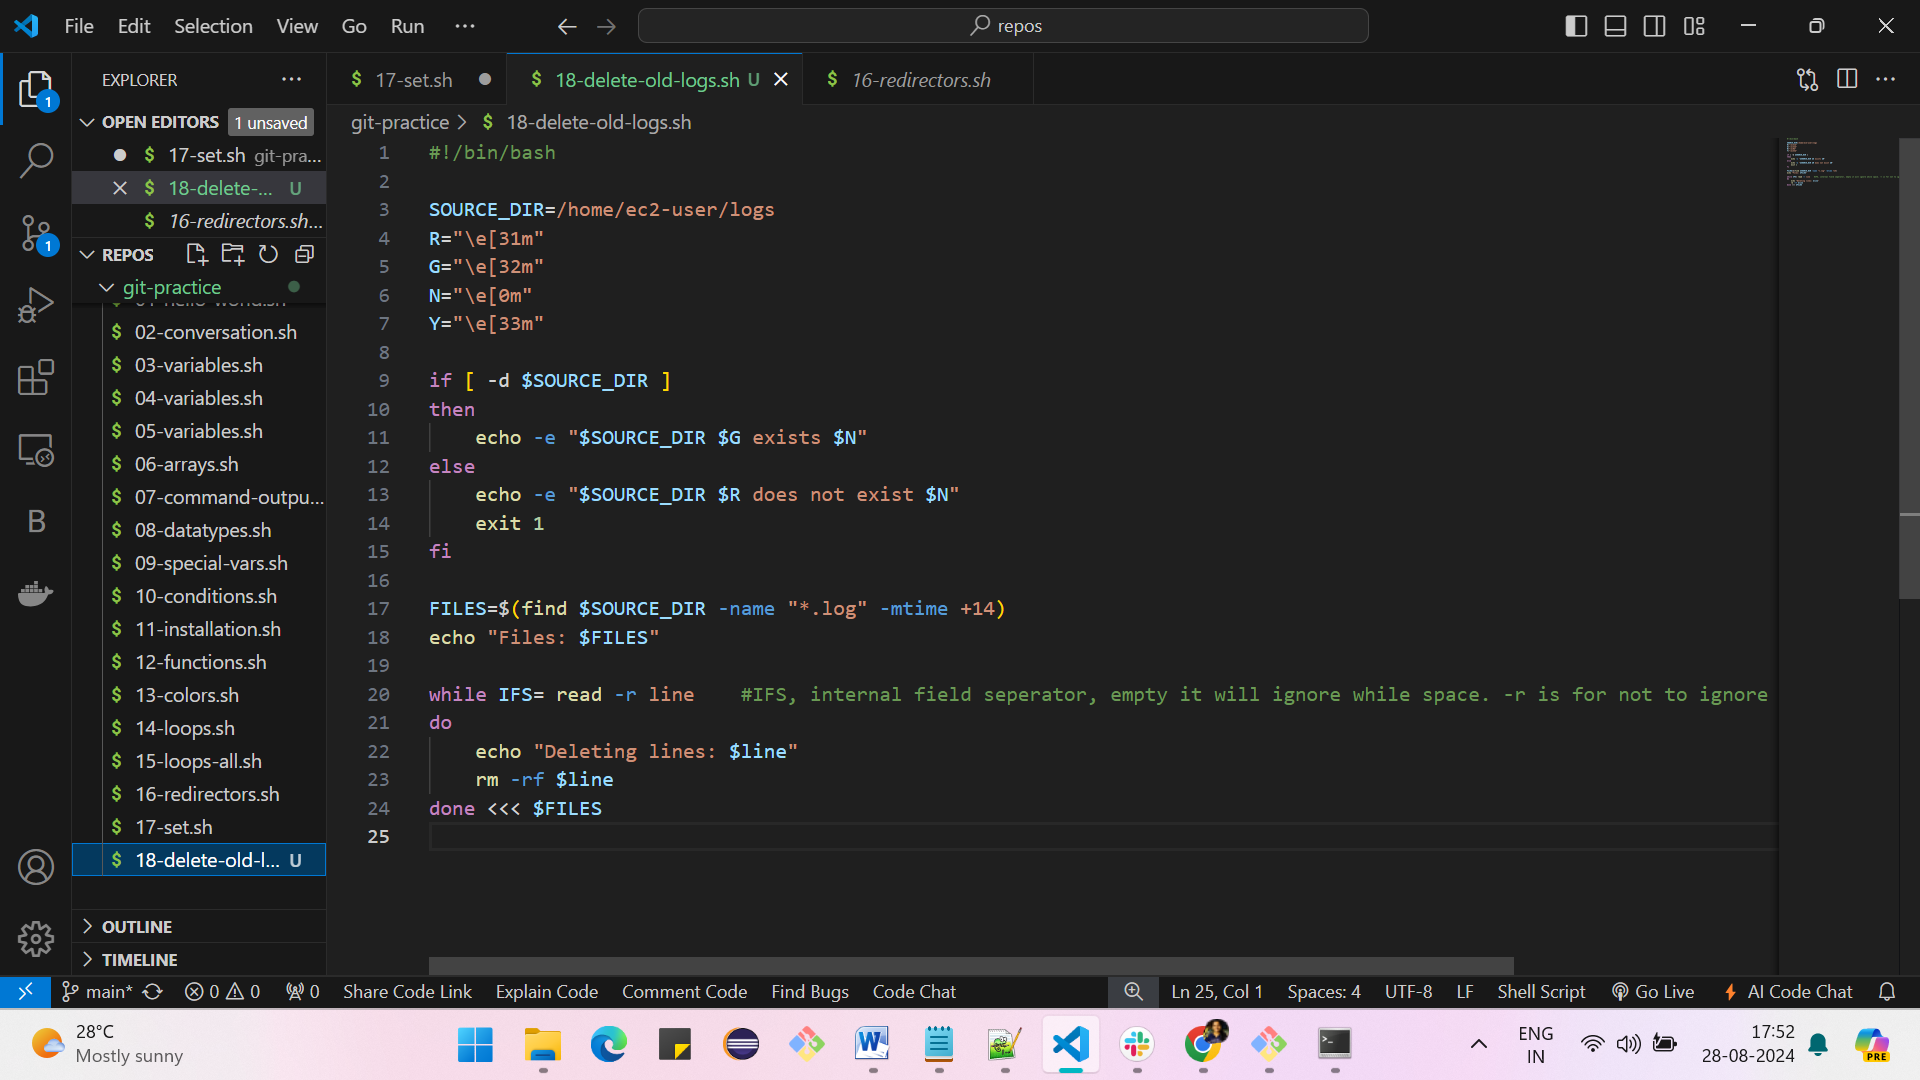 File Edit Selection View Go Run ···
repos
EXPLORER ···
OPEN EDITORS 1 unsaved
17-set.sh git-pra...
18-delete-... U
16-redirectors.sh...
REPOS
git-practice
02-conversation.sh
03-variables.sh
04-variables.sh
05-variables.sh
06-arrays.sh
07-command-outpu...
08-datatypes.sh
09-special-vars.sh
10-conditions.sh
11-installation.sh
12-functions.sh
13-colors.sh
14-loops.sh
15-loops-all.sh
16-redirectors.sh
17-set.sh
18-delete-old-l... U
OUTLINE
TIMELINE
17-set.sh
18-delete-old-logs.sh U
16-redirectors.sh
git-practice > $ 18-delete-old-logs.sh
1 #!/bin/bash
2
3 SOURCE_DIR=/home/ec2-user/logs
4 R="\e[31m"
5 G="\e[32m"
6 N="\e[0m"
7 Y="\e[33m"
8
9 if [ -d $SOURCE_DIR ]
10 then
11 echo -e "$SOURCE_DIR $G exists $N"
12 else
13 echo -e "$SOURCE_DIR $R does not exist $N"
14 exit 1
15 fi
16
17 FILES=$(find $SOURCE_DIR -name "*.log" -mtime +14)
18 echo "Files: $FILES"
19
20 while IFS= read -r line #IFS, internal field seperator, empty it will ignore while space. -r is for not to ignore
21 do
22 echo "Deleting lines: $line"
23 rm -rf $line
24 done <<< $FILES
25
main* 0 0 0 Share Code Link Explain Code Comment Code Find Bugs Code Chat Ln 25, Col 1 Spaces: 4 UTF-8 LF Shell Script Go Live AI Code Chat
28°C
Mostly sunny
ENG
IN
17:52
28-08-2024
PRE